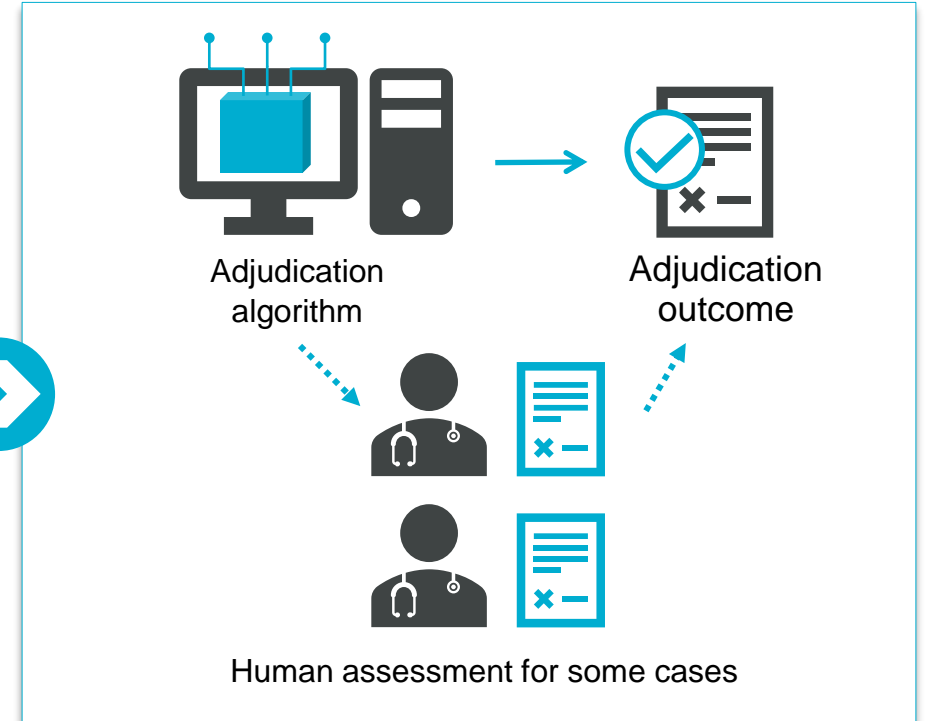 Adjudication
algorithm
Adjudication
outcome
Human assessment for some cases